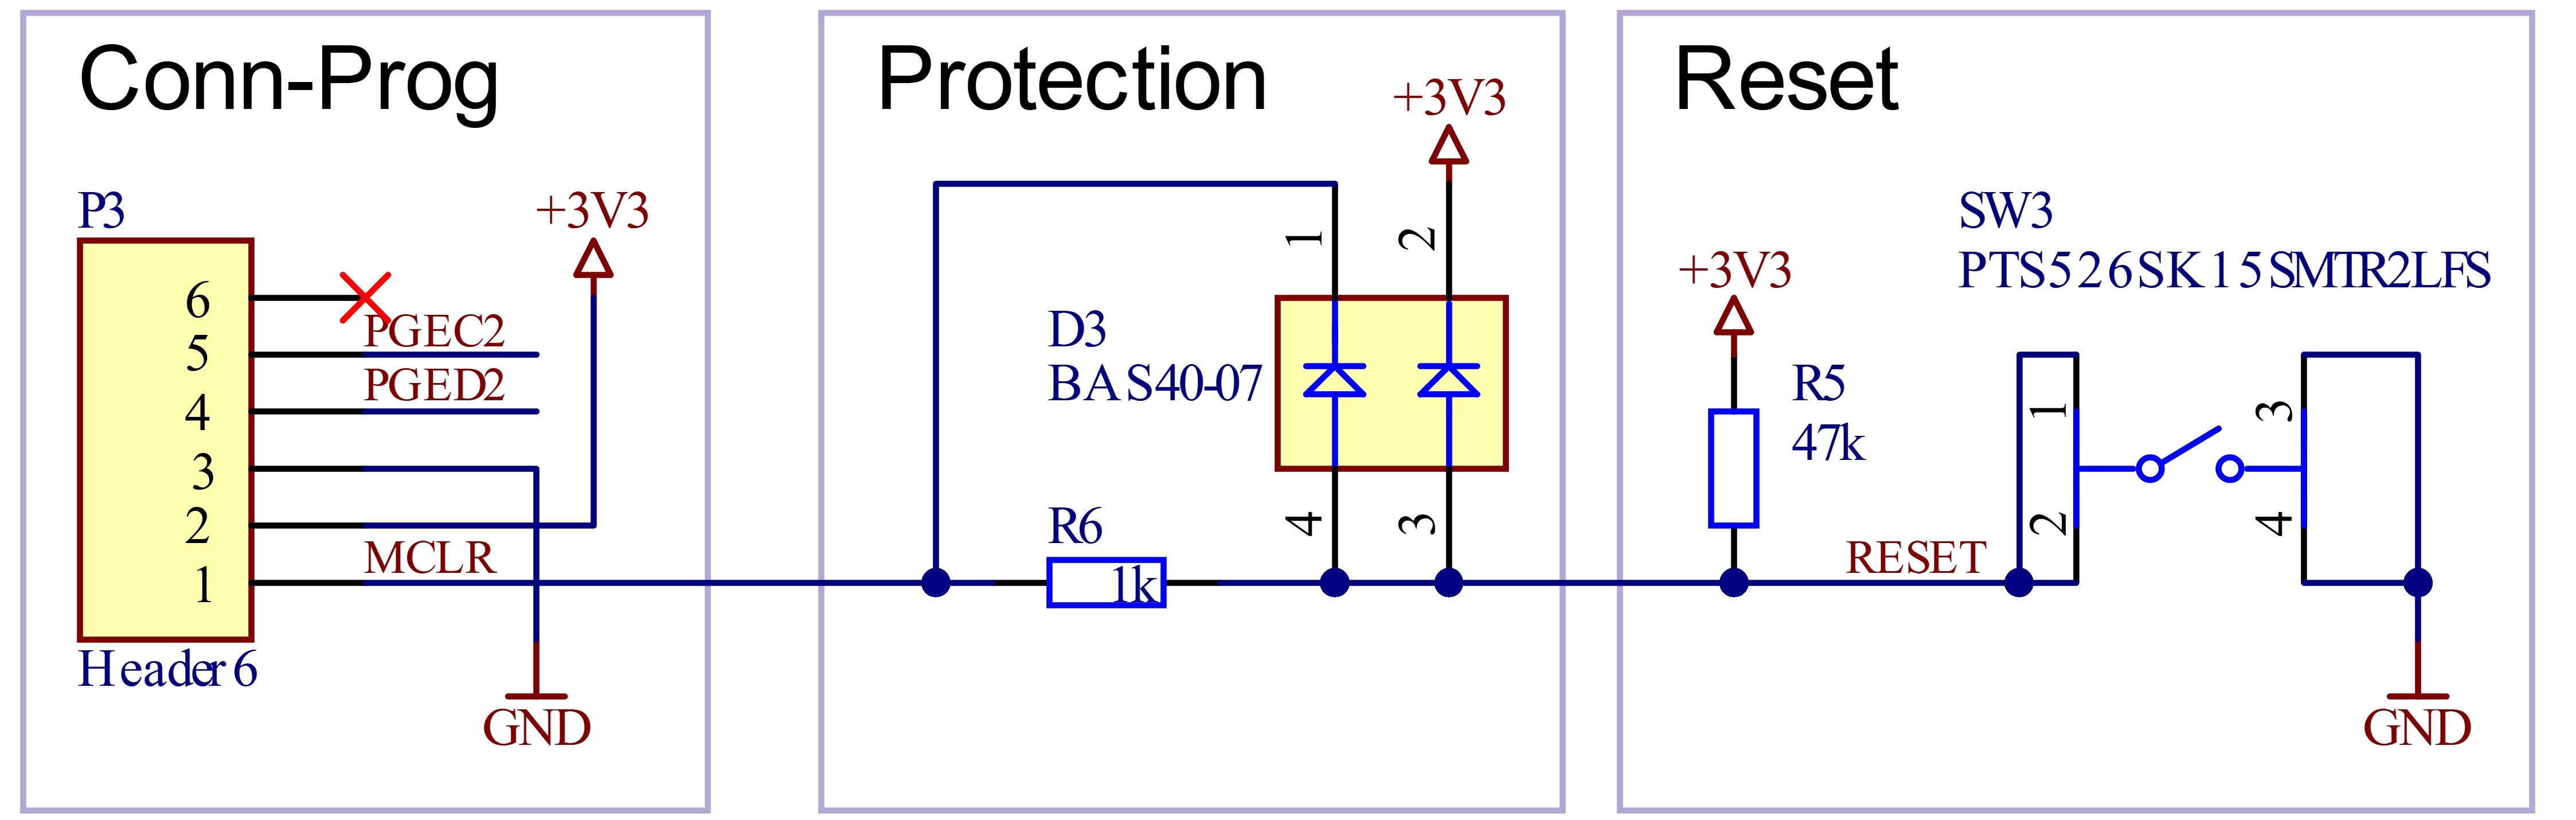 Conn-Prog
P3
+3V3
6
PGEC2
5
PGED2
4
3
2
MCLR
1
Header 6
GND
Protection
+3V3
1
2
D3
BAS40-07
R6
1k
4
3
Reset
+3V3
R5
47k
RESET
SW3
PTS526SK15SMTR2LFS
1
2
3
4
GND